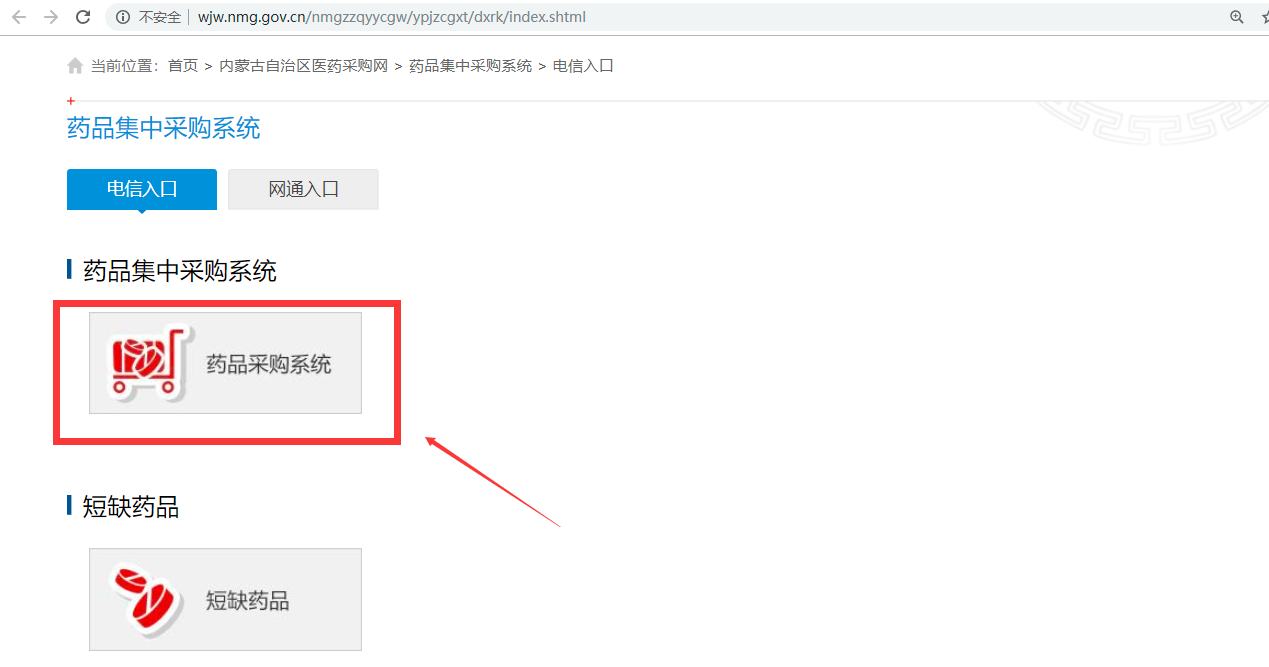 不安全 wjw.nmg.gov.cn/nmgzzqyycgw/ypjzcgxt/dxrk/index.shtml
当前位置：首页 > 内蒙古自治区医药采购网 > 药品集中采购系统 > 电信入口
药品集中采购系统
电信入口 网通入口
药品集中采购系统
药品采购系统
短缺药品
短缺药品